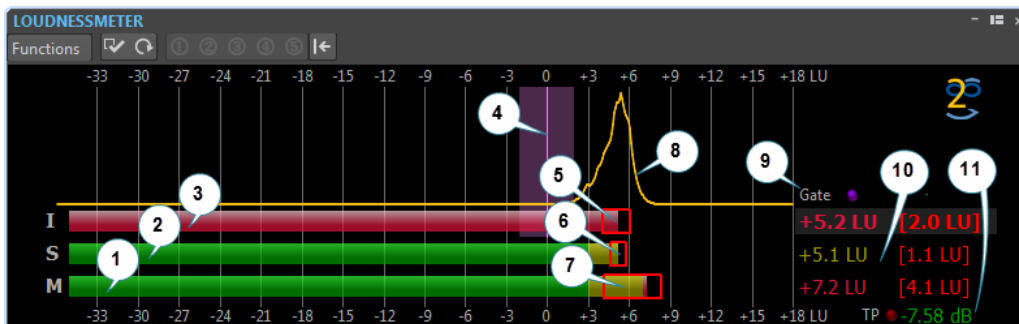 LOUDNESSMETER
Functions ① ② ③ ④ ⑤
-33 -30 -27 -24 -21 -18 -15 -12 -9 -6 -3 0 +3 +6 +9 +12 +15 +18 LU
2
4
8
9
10
11
3
5
Gate
I
+5.2 LU [2.0 LU]
2
6
S
+5.1 LU [1.1 LU]
1
7
M
+7.2 LU [4.1 LU]
-33 -30 -27 -24 -21 -18 -15 -12 -9 -6 -3 0 +3 +6 +9 +12 +15 +18 LU
TP -7.58 dB